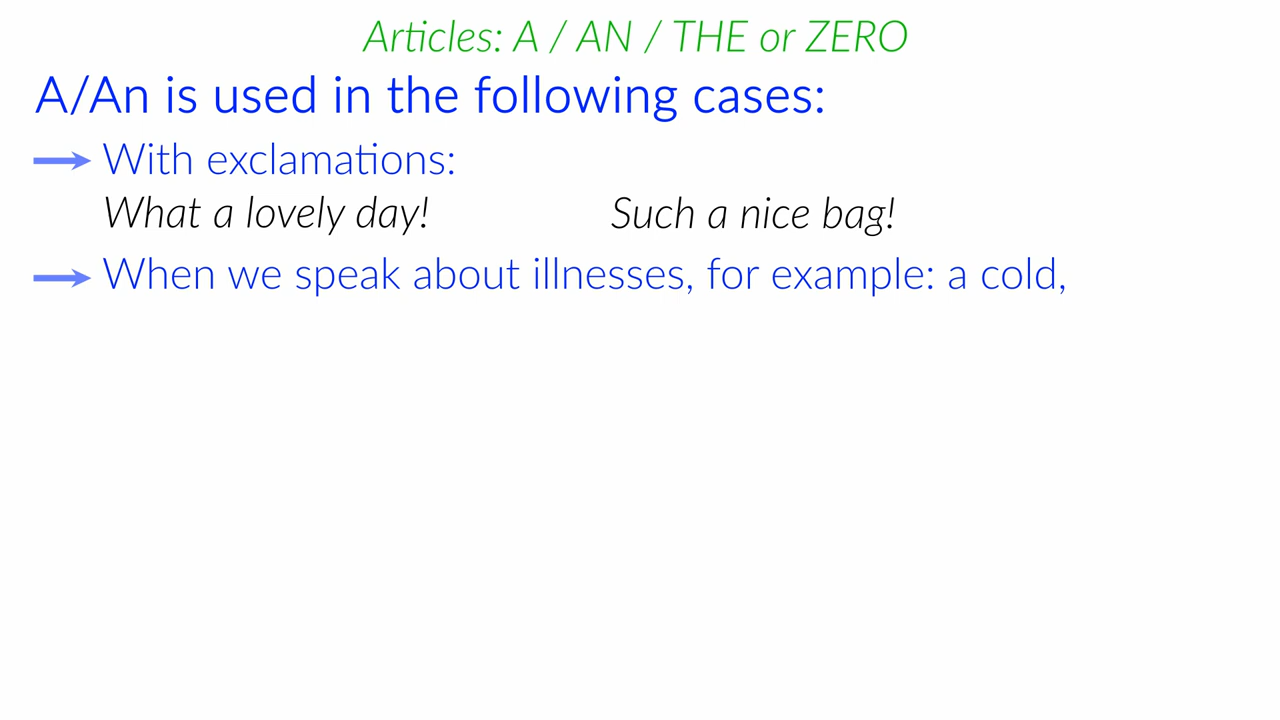 Articles: A / AN / THE or ZERO
A/An is used in the following cases:
With exclamations:
What a lovely day! Such a nice bag!
When we speak about illnesses, for example: a cold,